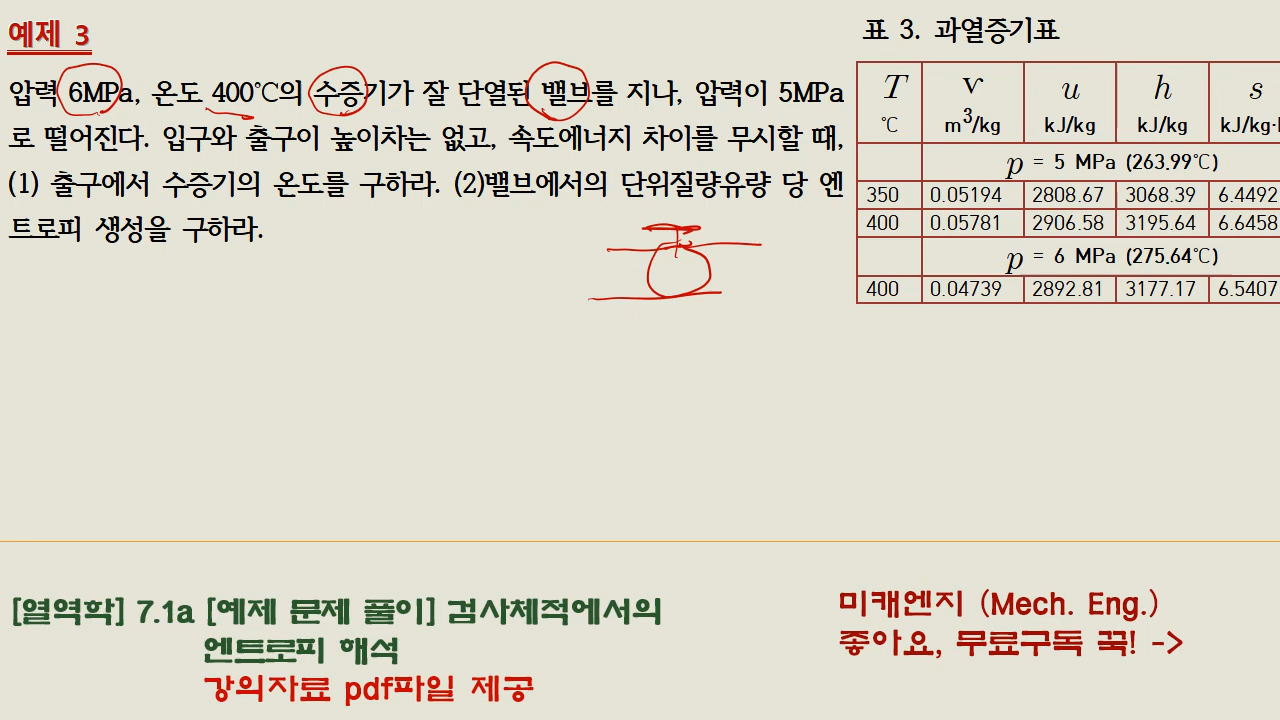 예제 3
압력 6MPa, 온도 400℃의 수증기가 잘 단열된 밸브를 지나, 압력이 5MPa
로 떨어진다. 입구와 출구이 높이차는 없고, 속도에너지 차이를 무시할 때,
(1) 출구에서 수증기의 온도를 구하라. (2)밸브에서의 단위질량유량 당 엔
트로피 생성을 구하라.
표 3. 과열증기표
T v u h s
℃ m³/kg kJ/kg kJ/kg kJ/kg·
p = 5 MPa (263.99℃)
350 0.05194 2808.67 3068.39 6.4492
400 0.05781 2906.58 3195.64 6.6458
p = 6 MPa (275.64℃)
400 0.04739 2892.81 3177.17 6.5407
[열역학] 7.1a [예제 문제 풀이] 검사체적에서의
엔트로피 해석
강의자료 pdf파일 제공
미캐엔지 (Mech. Eng.)
좋아요, 무료구독 꾹! ->